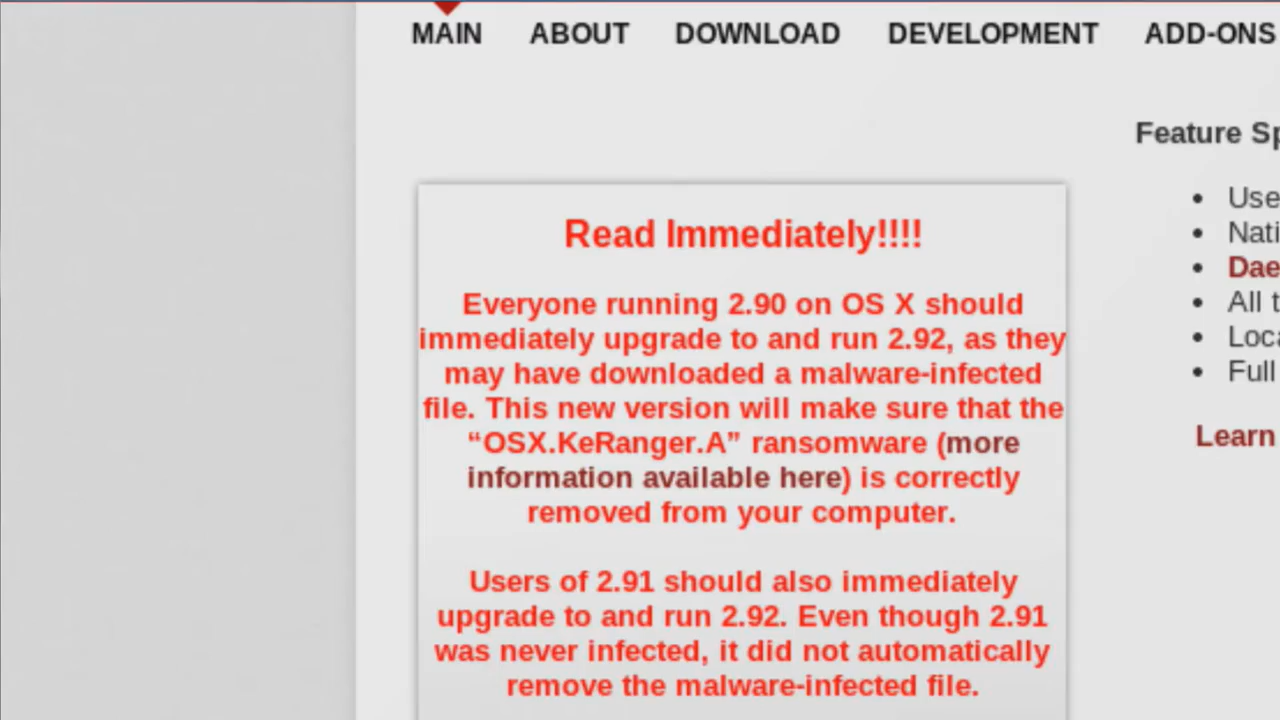 MAIN ABOUT DOWNLOAD DEVELOPMENT ADD-ONS
Read Immediately!!!!
Everyone running 2.90 on OS X should
immediately upgrade to and run 2.92, as they
may have downloaded a malware-infected
file. This new version will make sure that the
“OSX.KeRanger.A” ransomware (more
information available here) is correctly
removed from your computer.
Users of 2.91 should also immediately
upgrade to and run 2.92. Even though 2.91
was never infected, it did not automatically
remove the malware-infected file.
Feature Sp
Use
Nati
Dae
All t
Loca
Full
Learn